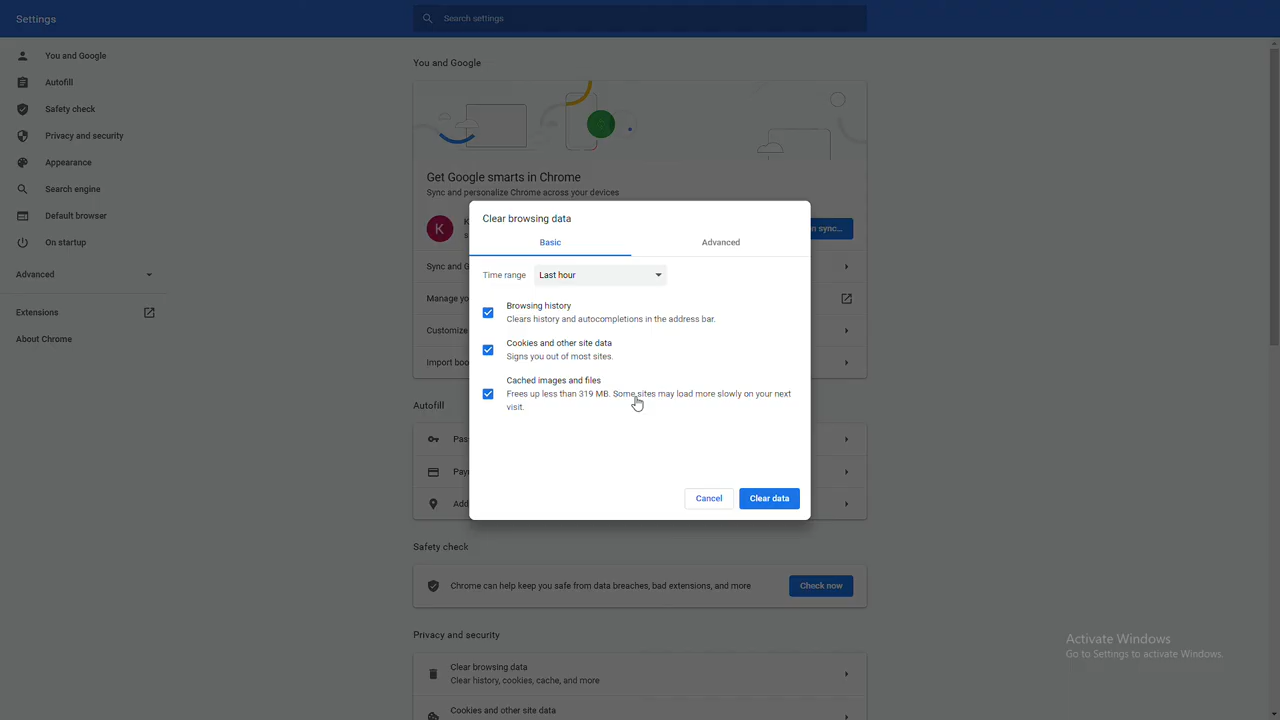 Settings
Search settings
You and Google
Autofill
Safety check
Privacy and security
Appearance
Search engine
Default browser
On startup
Advanced
Extensions
About Chrome
You and Google
Get Google smarts in Chrome
Sync and personalize Chrome across your devices
K
n sync...
Sync and G
Manage yo
Customize
Import boo
Clear browsing data
Basic
Advanced
Time range
Last hour
Browsing history
Clears history and autocompletions in the address bar.
Cookies and other site data
Signs you out of most sites.
Cached images and files
Frees up less than 319 MB. Some sites may load more slowly on your next
visit.
Cancel
Clear data
Autofill
Pas
Pay
Add
Safety check
Chrome can help keep you safe from data breaches, bad extensions, and more
Check now
Privacy and security
Clear browsing data
Clear history, cookies, cache, and more
Cookies and other site data
Activate Windows
Go to Settings to activate Windows.